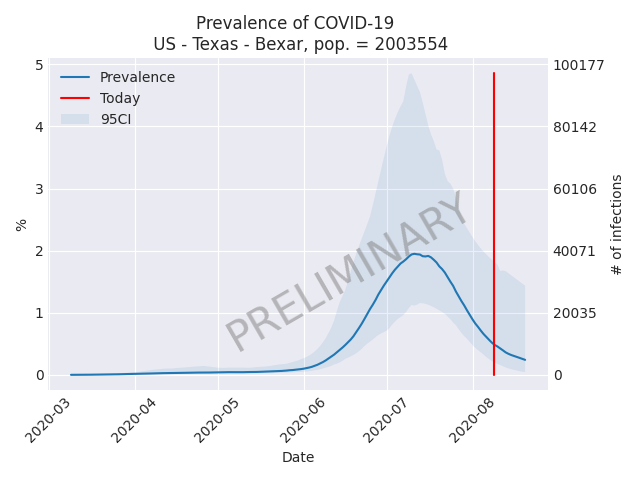 Prevalence of COVID-19
US - Texas - Bexar, pop. = 2003554
Prevalence
Today
95CI
5
4
3
2
1
0
%
100177
80142
60106
40071
20035
0
# of infections
PRELIMINARY
2020-03
2020-04
2020-05
2020-06
2020-07
2020-08
Date